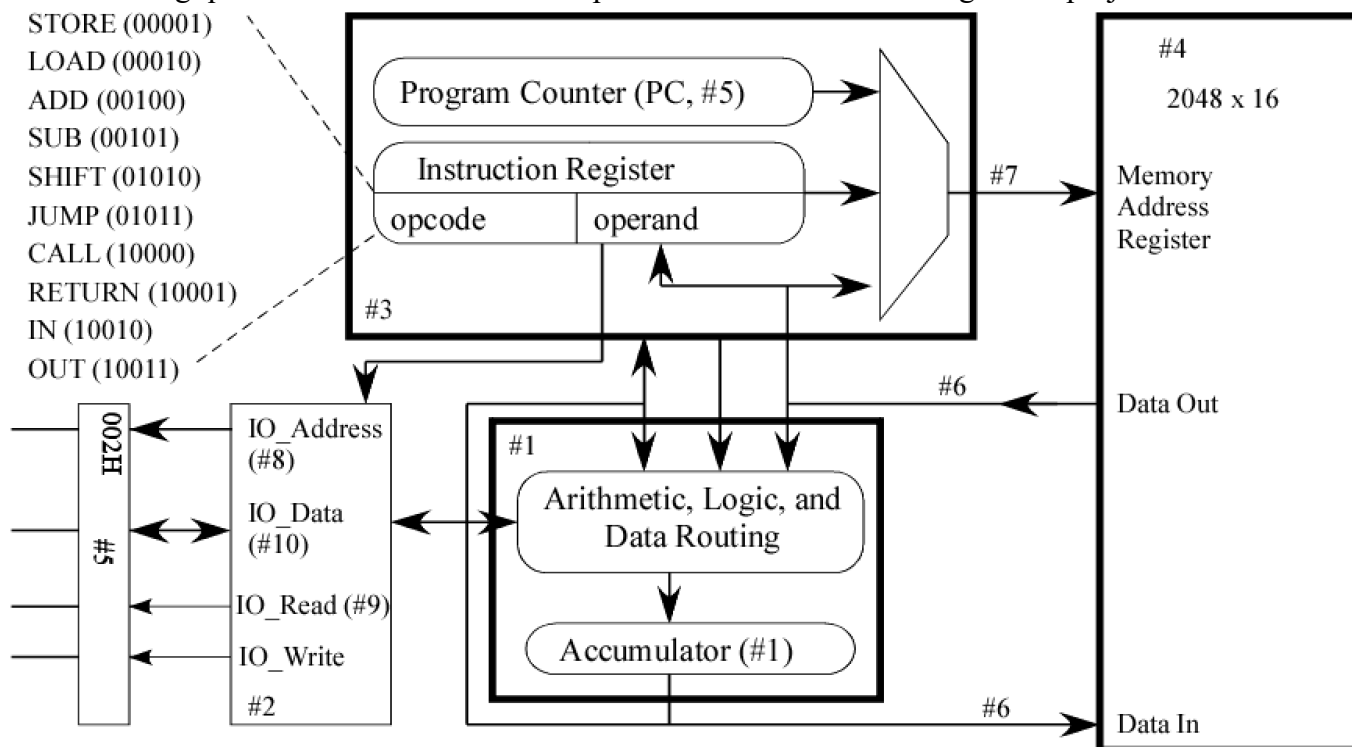 STORE (00001)
LOAD (00010)
ADD (00100)
SUB (00101)
SHIFT (01010)
JUMP (01011)
CALL (10000)
RETURN (10001)
IN (10010)
OUT (10011)
Program Counter (PC, #5)
Instruction Register
opcode
operand
#3
#7
#4
2048 x 16
Memory
Address
Register
#6
Data Out
002H
#5
IO_Address
(#8)
IO_Data
(#10)
IO_Read (#9)
IO_Write
#2
#1
Arithmetic, Logic, and
Data Routing
Accumulator (#1)
#6
Data In